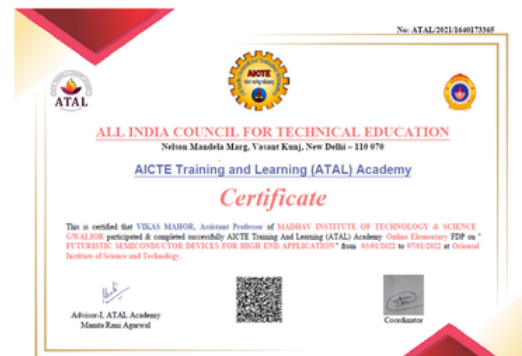 No: ATAL/2021/1640173365
AICTE
ATAL
ALL INDIA COUNCIL FOR TECHNICAL EDUCATION
Nelson Mandela Marg, Vasant Kunj, New Delhi – 110 070
AICTE Training and Learning (ATAL) Academy
Certificate
This is certified that VIKAS MAHOR, Assistant Professor of MADHAV INSTITUTE OF TECHNOLOGY & SCIENCE
GWALIOR participated & completed successfully AICTE Training And Learning (ATAL) Academy Online Elementary FDP on "
FUTURISTIC SEMICONDUCTOR DEVICES FOR HIGH END APPLICATION" from 03/01/2022 to 07/01/2022 at Oriental
Institute of Science and Technology.
Advisor-I, ATAL Academy
Mamta Rani Agarwal
Coordinator